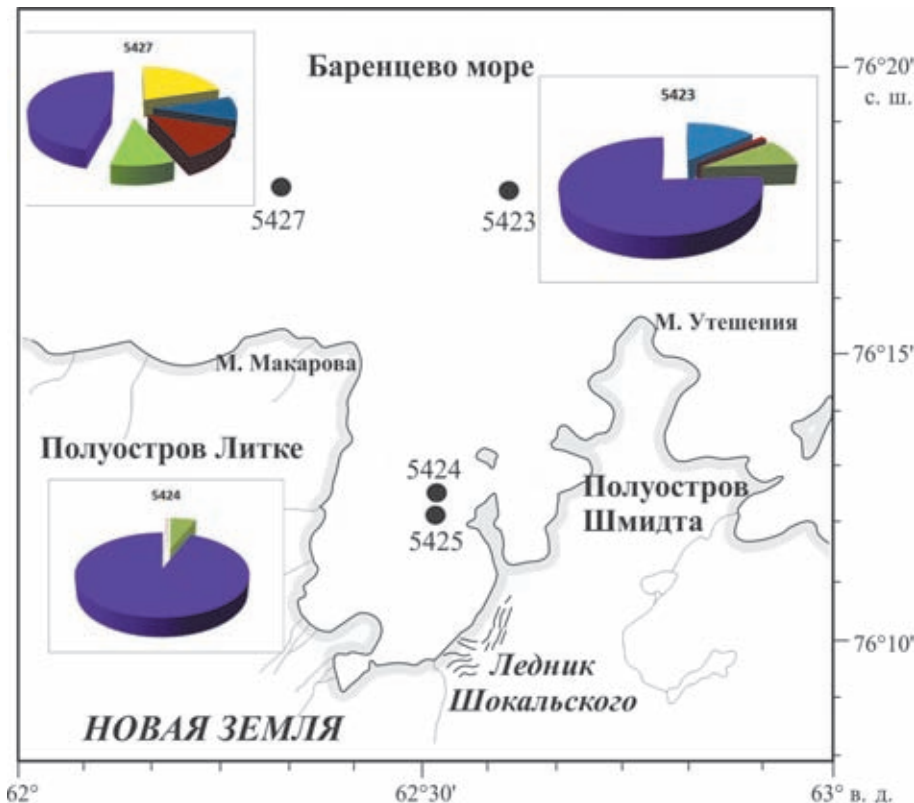 5427
Баренцево море
76°20'
с. ш.
5423
5427
5423
М. Утешения
76°15'
М. Макарова
Полуостров Литке
5424
Полуостров
Шмидта
5424
5425
76°10'
Ледник
Шокальского
НОВАЯ ЗЕМЛЯ
62°
62°30'
63° в. д.